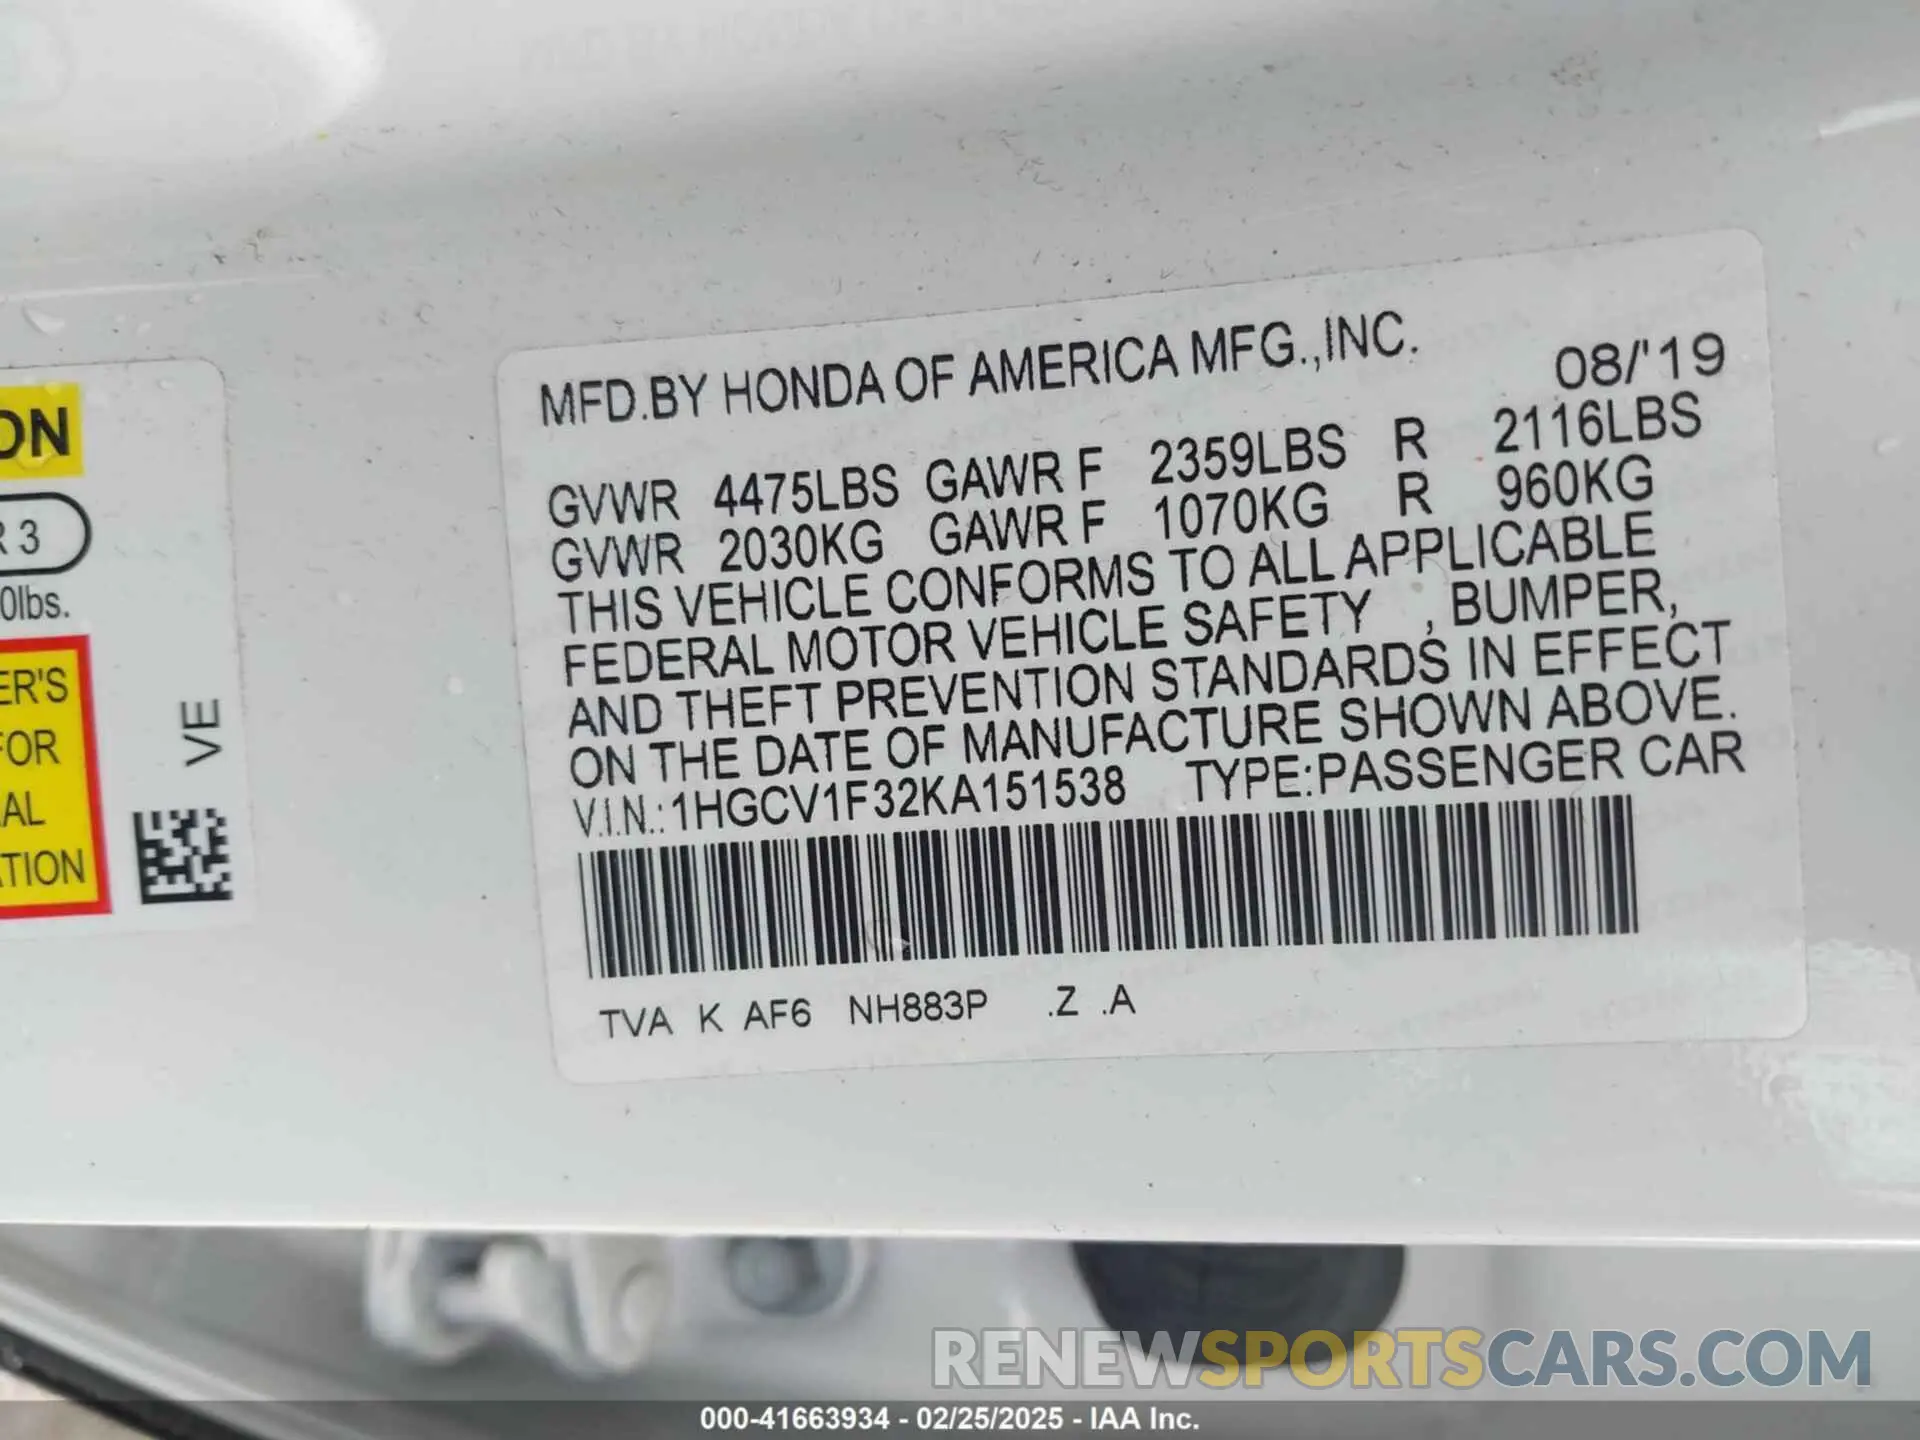 MFD.BY HONDA OF AMERICA MFG.,INC. 08/'19
GVWR 4475LBS GAWR F 2359LBS R 2116LBS
GVWR 2030KG GAWR F 1070KG R 960KG
THIS VEHICLE CONFORMS TO ALL APPLICABLE
FEDERAL MOTOR VEHICLE SAFETY , BUMPER,
AND THEFT PREVENTION STANDARDS IN EFFECT
ON THE DATE OF MANUFACTURE SHOWN ABOVE.
V.I.N.: 1HGCV1F32KA151538 TYPE:PASSENGER CAR
TVA K AF6 NH883P .Z .A
ON
R 3
0lbs.
ER'S
FOR
AL
ATION
VE
RENEWSPORTSCARS.COM
000-41663934 - 02/25/2025 - IAA Inc.